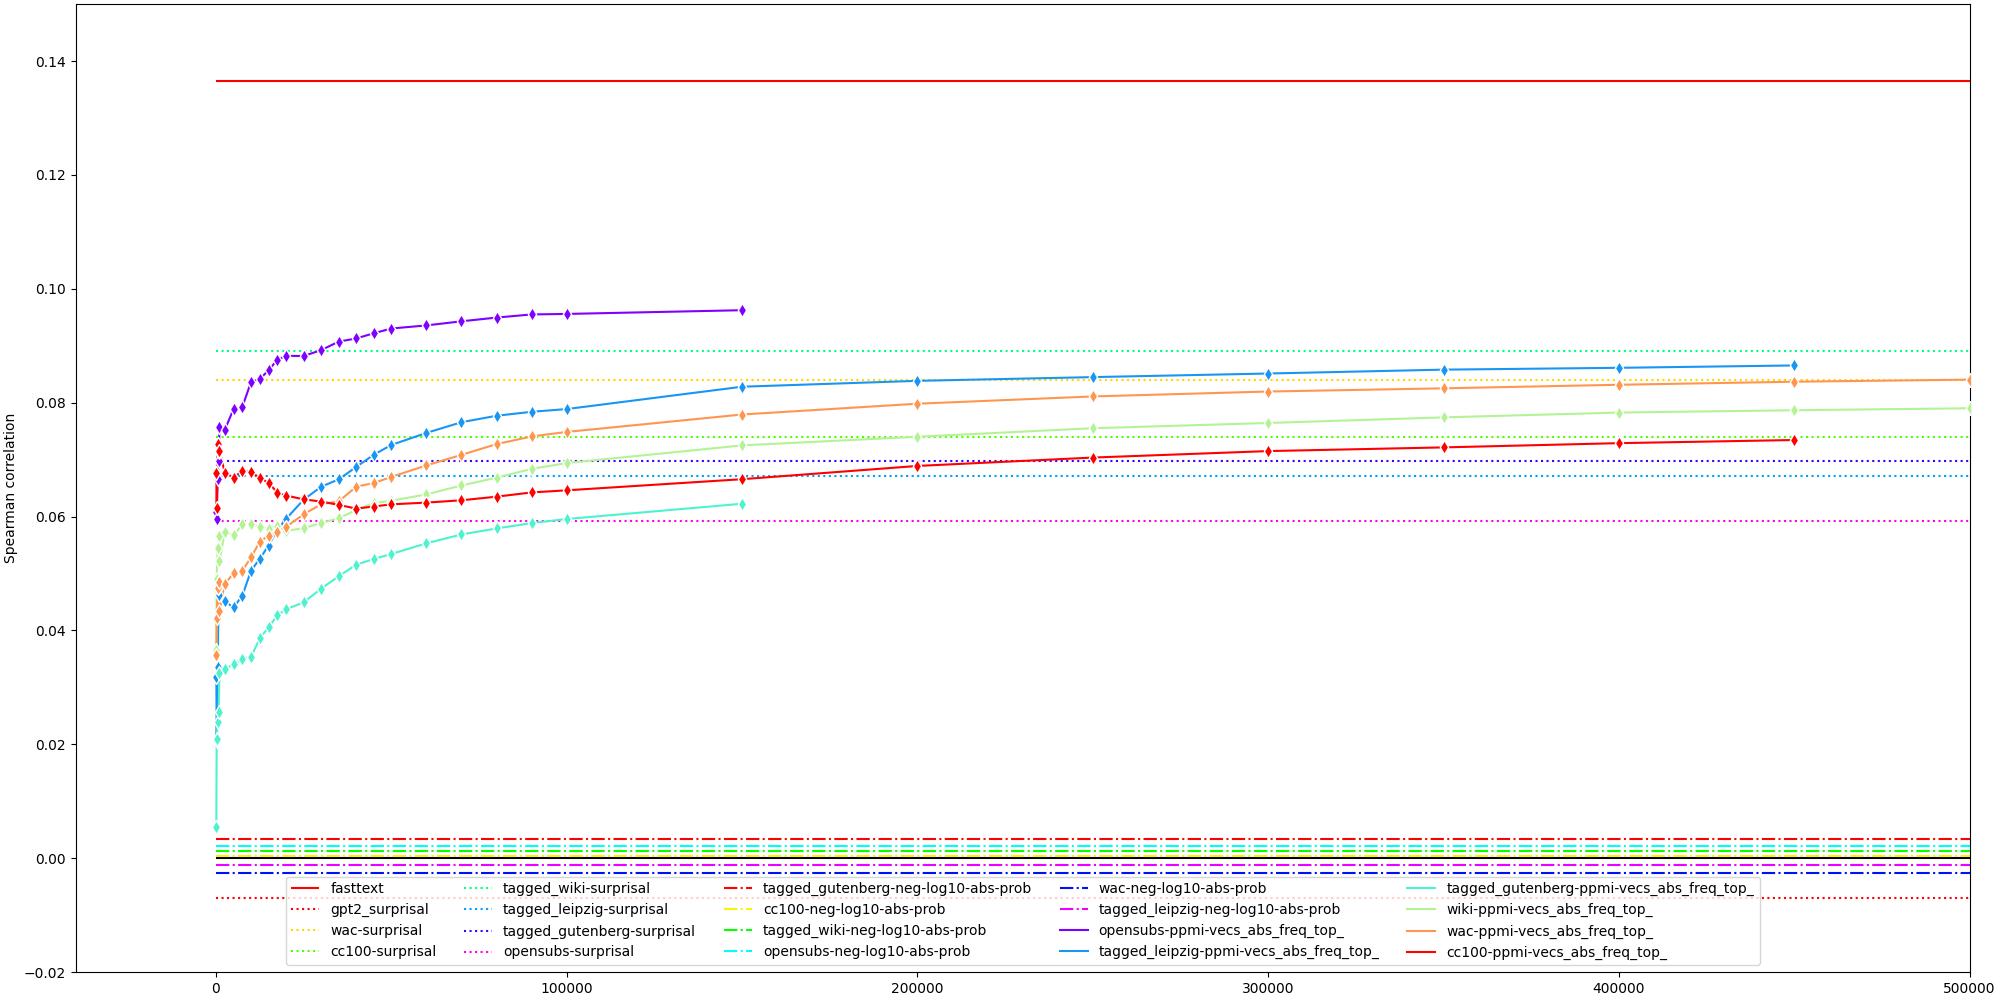 0.14
0.12
0.10
0.08
0.06
0.04
0.02
0.00
−0.02
Spearman correlation
0 100000 200000 300000 400000 500000
fasttext
gpt2_surprisal
wac-surprisal
cc100-surprisal
tagged_wiki-surprisal
tagged_leipzig-surprisal
tagged_gutenberg-surprisal
opensubs-surprisal
tagged_gutenberg-neg-log10-abs-prob
cc100-neg-log10-abs-prob
tagged_wiki-neg-log10-abs-prob
opensubs-neg-log10-abs-prob
wac-neg-log10-abs-prob
tagged_leipzig-neg-log10-abs-prob
opensubs-ppmi-vecs_abs_freq_top_
tagged_leipzig-ppmi-vecs_abs_freq_top_
tagged_gutenberg-ppmi-vecs_abs_freq_top_
wiki-ppmi-vecs_abs_freq_top_
wac-ppmi-vecs_abs_freq_top_
cc100-ppmi-vecs_abs_freq_top_